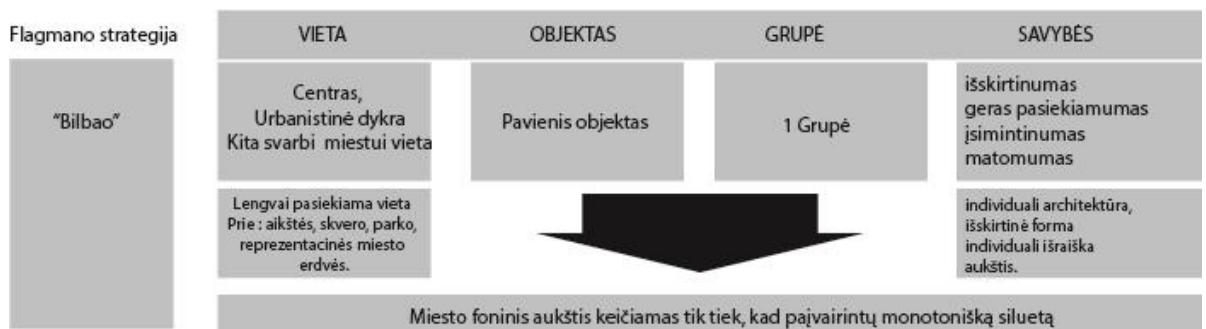 Flagmano strategija
VIETA
OBJEKTAS
GRUPĖ
SAVYBĖS
"Bilbao"
Centras,
Urbanistinė dykra
Kita svarbi miestui vieta
Pavienis objektas
1 Grupė
išskirtinumas
geras pasiekiamumas
įsimintinumas
matomumas
Lengvai pasiekiama vieta
Prie : aikštės, skvero, parko,
reprezentacinės miesto
erdvės.
individuali architektūra,
išskirtinė forma
individuali išraiška
aukštis.
Miesto foninis aukštis keičiamas tik tiek, kad paįvairintų monotonišką siluetą